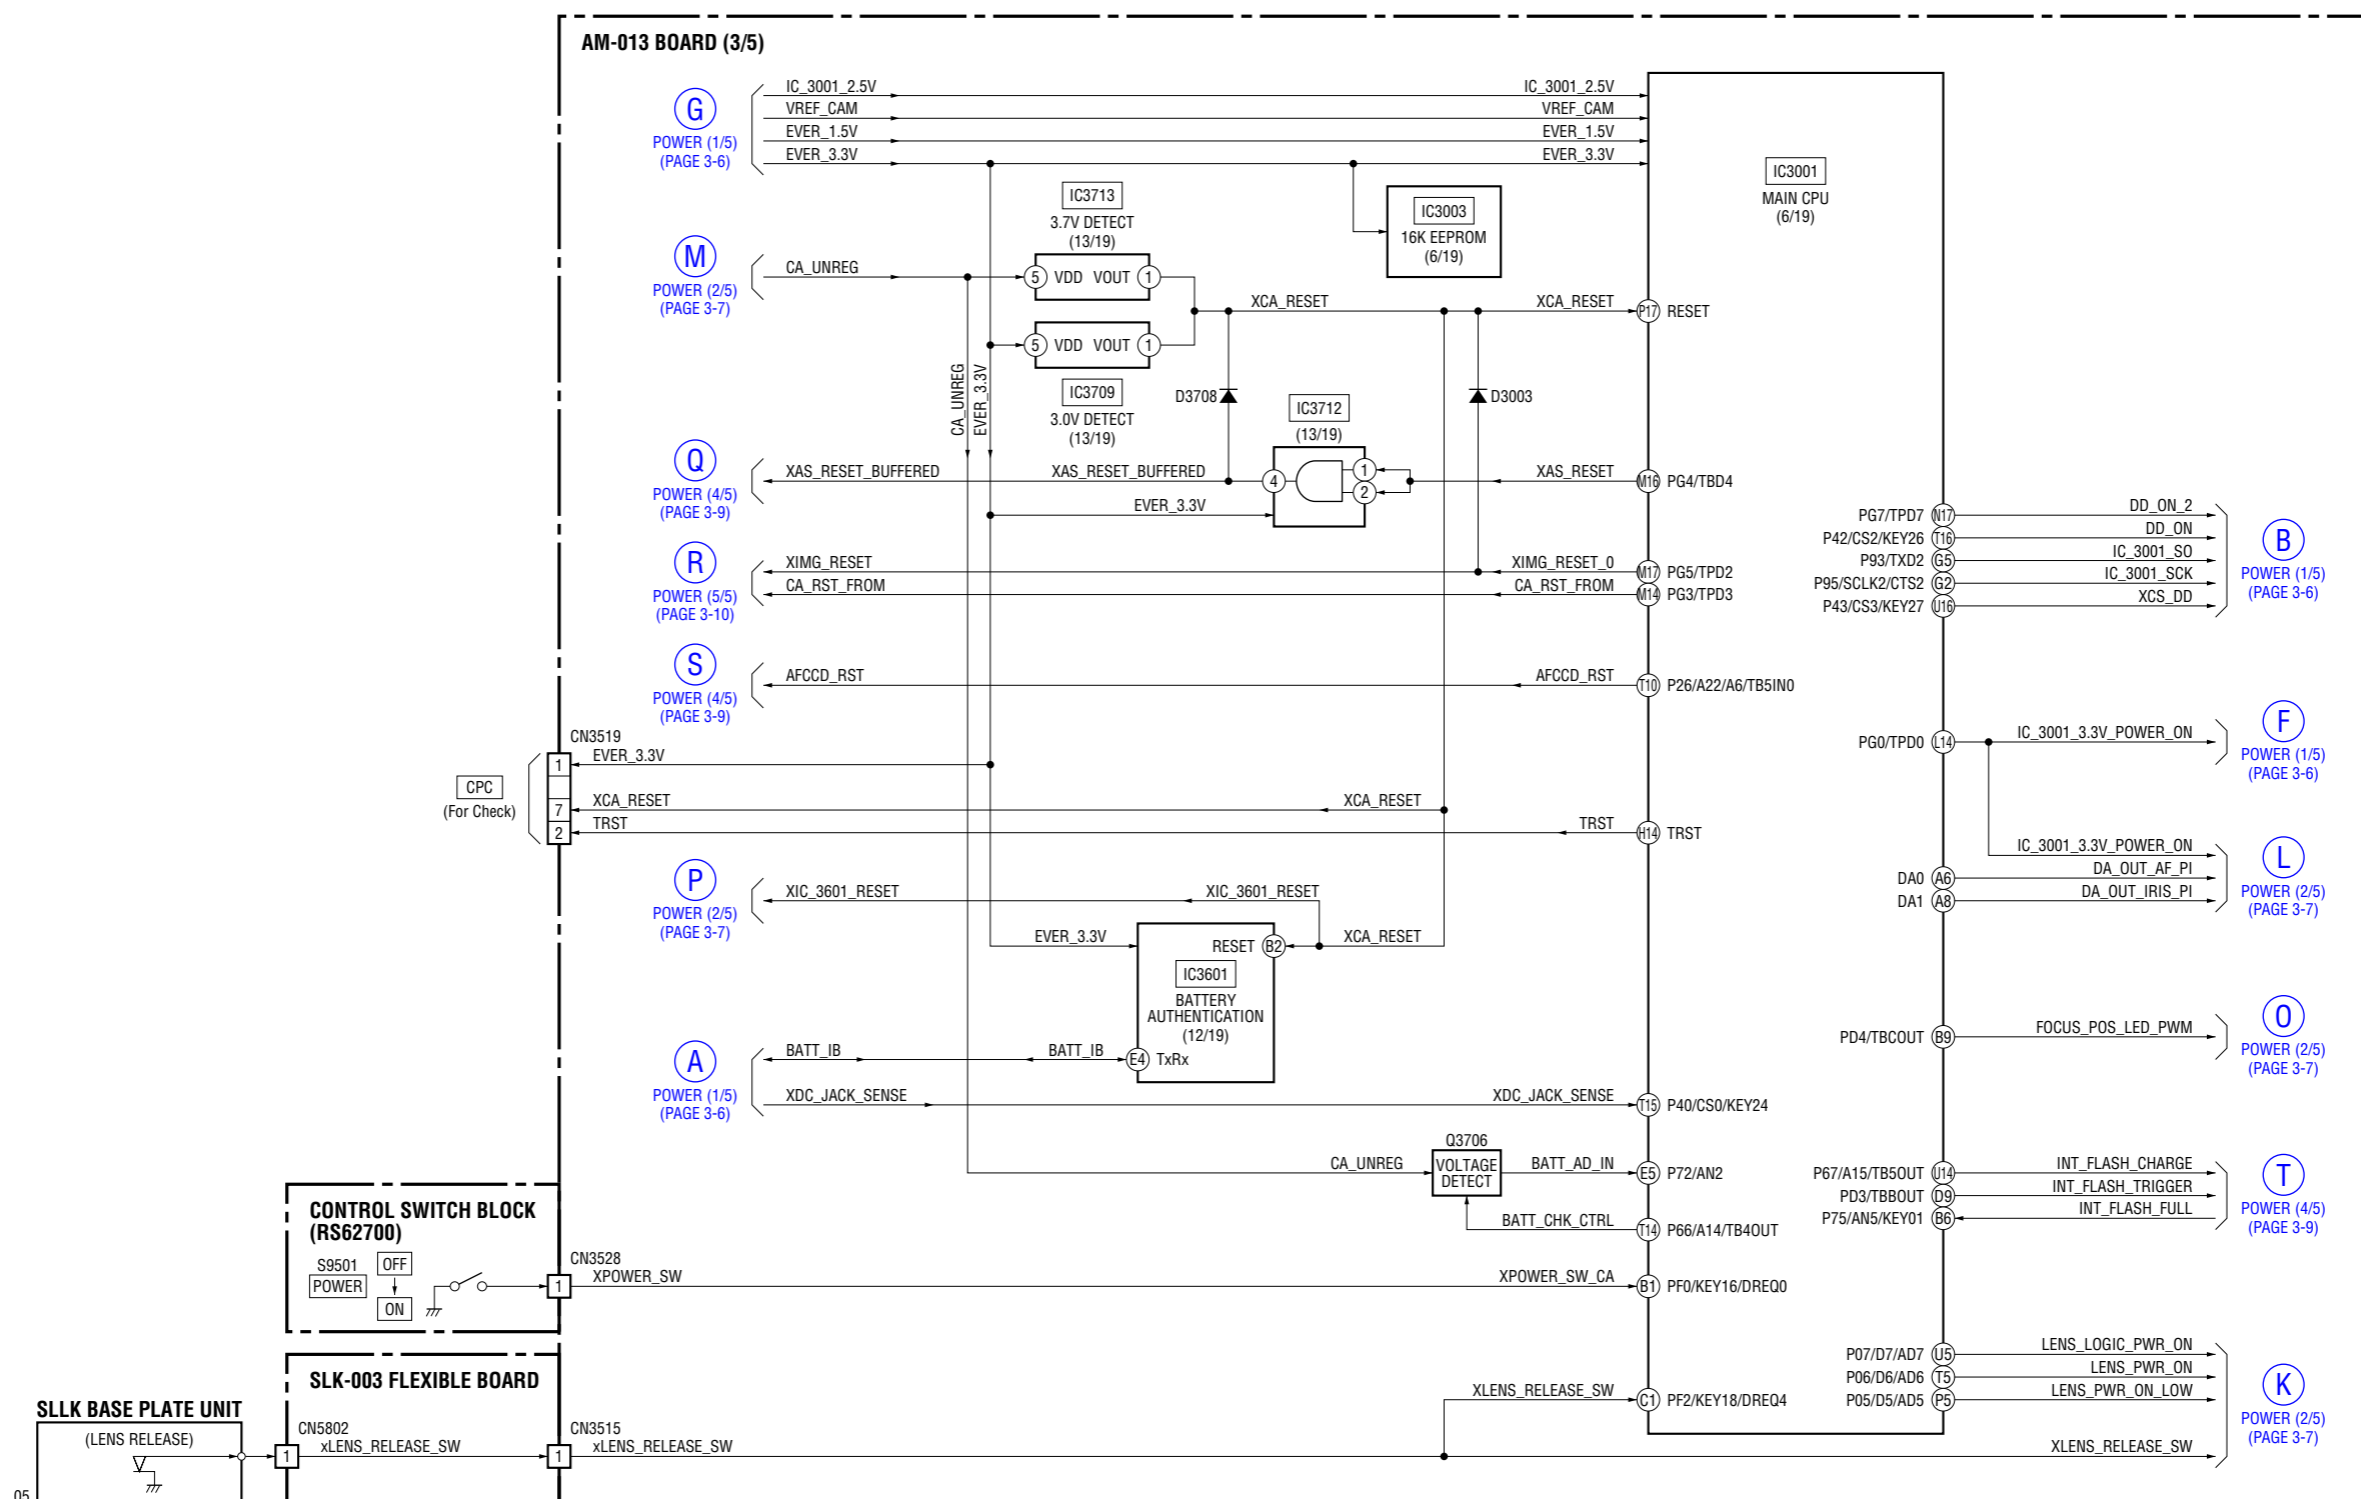 AM-013 BOARD (3/5)
G
POWER (1/5)
(PAGE 3-6)
IC_3001_2.5V
IC_3001_2.5V
VREF_CAM
VREF_CAM
EVER_1.5V
EVER_1.5V
EVER_3.3V
EVER_3.3V
IC3001
MAIN CPU
(6/19)
IC3713
3.7V DETECT
(13/19)
IC3003
16K EEPROM
(6/19)
M
POWER (2/5)
(PAGE 3-7)
CA_UNREG
5 VDD VOUT 1
XCA_RESET
XCA_RESET
P17 RESET
5 VDD VOUT 1
IC3709
3.0V DETECT
(13/19)
CA_UNREG
EVER_3.3V
D3708
IC3712
(13/19)
D3003
Q
POWER (4/5)
(PAGE 3-9)
XAS_RESET_BUFFERED
XAS_RESET_BUFFERED
4
1
2
XAS_RESET
M16 PG4/TBD4
EVER_3.3V
R
POWER (5/5)
(PAGE 3-10)
XIMG_RESET
XIMG_RESET_0
M17 PG5/TPD2
CA_RST_FROM
CA_RST_FROM
M14 PG3/TPD3
PG7/TPD7 N17
DD_ON_2
P42/CS2/KEY26 T16
DD_ON
P93/TXD2 G5
IC_3001_SO
P95/SCLK2/CTS2 G2
IC_3001_SCK
P43/CS3/KEY27 U16
XCS_DD
B
POWER (1/5)
(PAGE 3-6)
S
POWER (4/5)
(PAGE 3-9)
AFCCD_RST
AFCCD_RST
T10 P26/A22/A6/TB5IN0
PG0/TPD0 L14
IC_3001_3.3V_POWER_ON
F
POWER (1/5)
(PAGE 3-6)
CN3519
CPC
(For Check)
1
EVER_3.3V
7
XCA_RESET
XCA_RESET
2
TRST
TRST
H14 TRST
IC_3001_3.3V_POWER_ON
DA0 A6
DA_OUT_AF_PI
DA1 A8
DA_OUT_IRIS_PI
L
POWER (2/5)
(PAGE 3-7)
P
POWER (2/5)
(PAGE 3-7)
XIC_3601_RESET
XIC_3601_RESET
EVER_3.3V
RESET B2
XCA_RESET
IC3601
BATTERY
AUTHENTICATION
(12/19)
E4 TxRx
A
POWER (1/5)
(PAGE 3-6)
BATT_IB
BATT_IB
XDC_JACK_SENSE
XDC_JACK_SENSE
T15 P40/CS0/KEY24
PD4/TBCOUT B9
FOCUS_POS_LED_PWM
O
POWER (2/5)
(PAGE 3-7)
CA_UNREG
Q3706
VOLTAGE
DETECT
BATT_AD_IN
E5 P72/AN2
BATT_CHK_CTRL
T14 P66/A14/TB4OUT
P67/A15/TB5OUT U14
INT_FLASH_CHARGE
PD3/TBBOUT D9
INT_FLASH_TRIGGER
P75/AN5/KEY01 B6
INT_FLASH_FULL
T
POWER (4/5)
(PAGE 3-9)
CONTROL SWITCH BLOCK
(RS62700)
S9501
POWER
OFF
ON
CN3528
1
XPOWER_SW
XPOWER_SW_CA
B1 PF0/KEY16/DREQ0
SLK-003 FLEXIBLE BOARD
P07/D7/AD7 U5
LENS_LOGIC_PWR_ON
P06/D6/AD6 T5
LENS_PWR_ON
P05/D5/AD5 P5
LENS_PWR_ON_LOW
K
POWER (2/5)
(PAGE 3-7)
XLENS_RELEASE_SW
C1 PF2/KEY18/DREQ4
SLLK BASE PLATE UNIT
(LENS RELEASE)
CN5802
1
xLENS_RELEASE_SW
CN3515
1
xLENS_RELEASE_SW
XLENS_RELEASE_SW
05